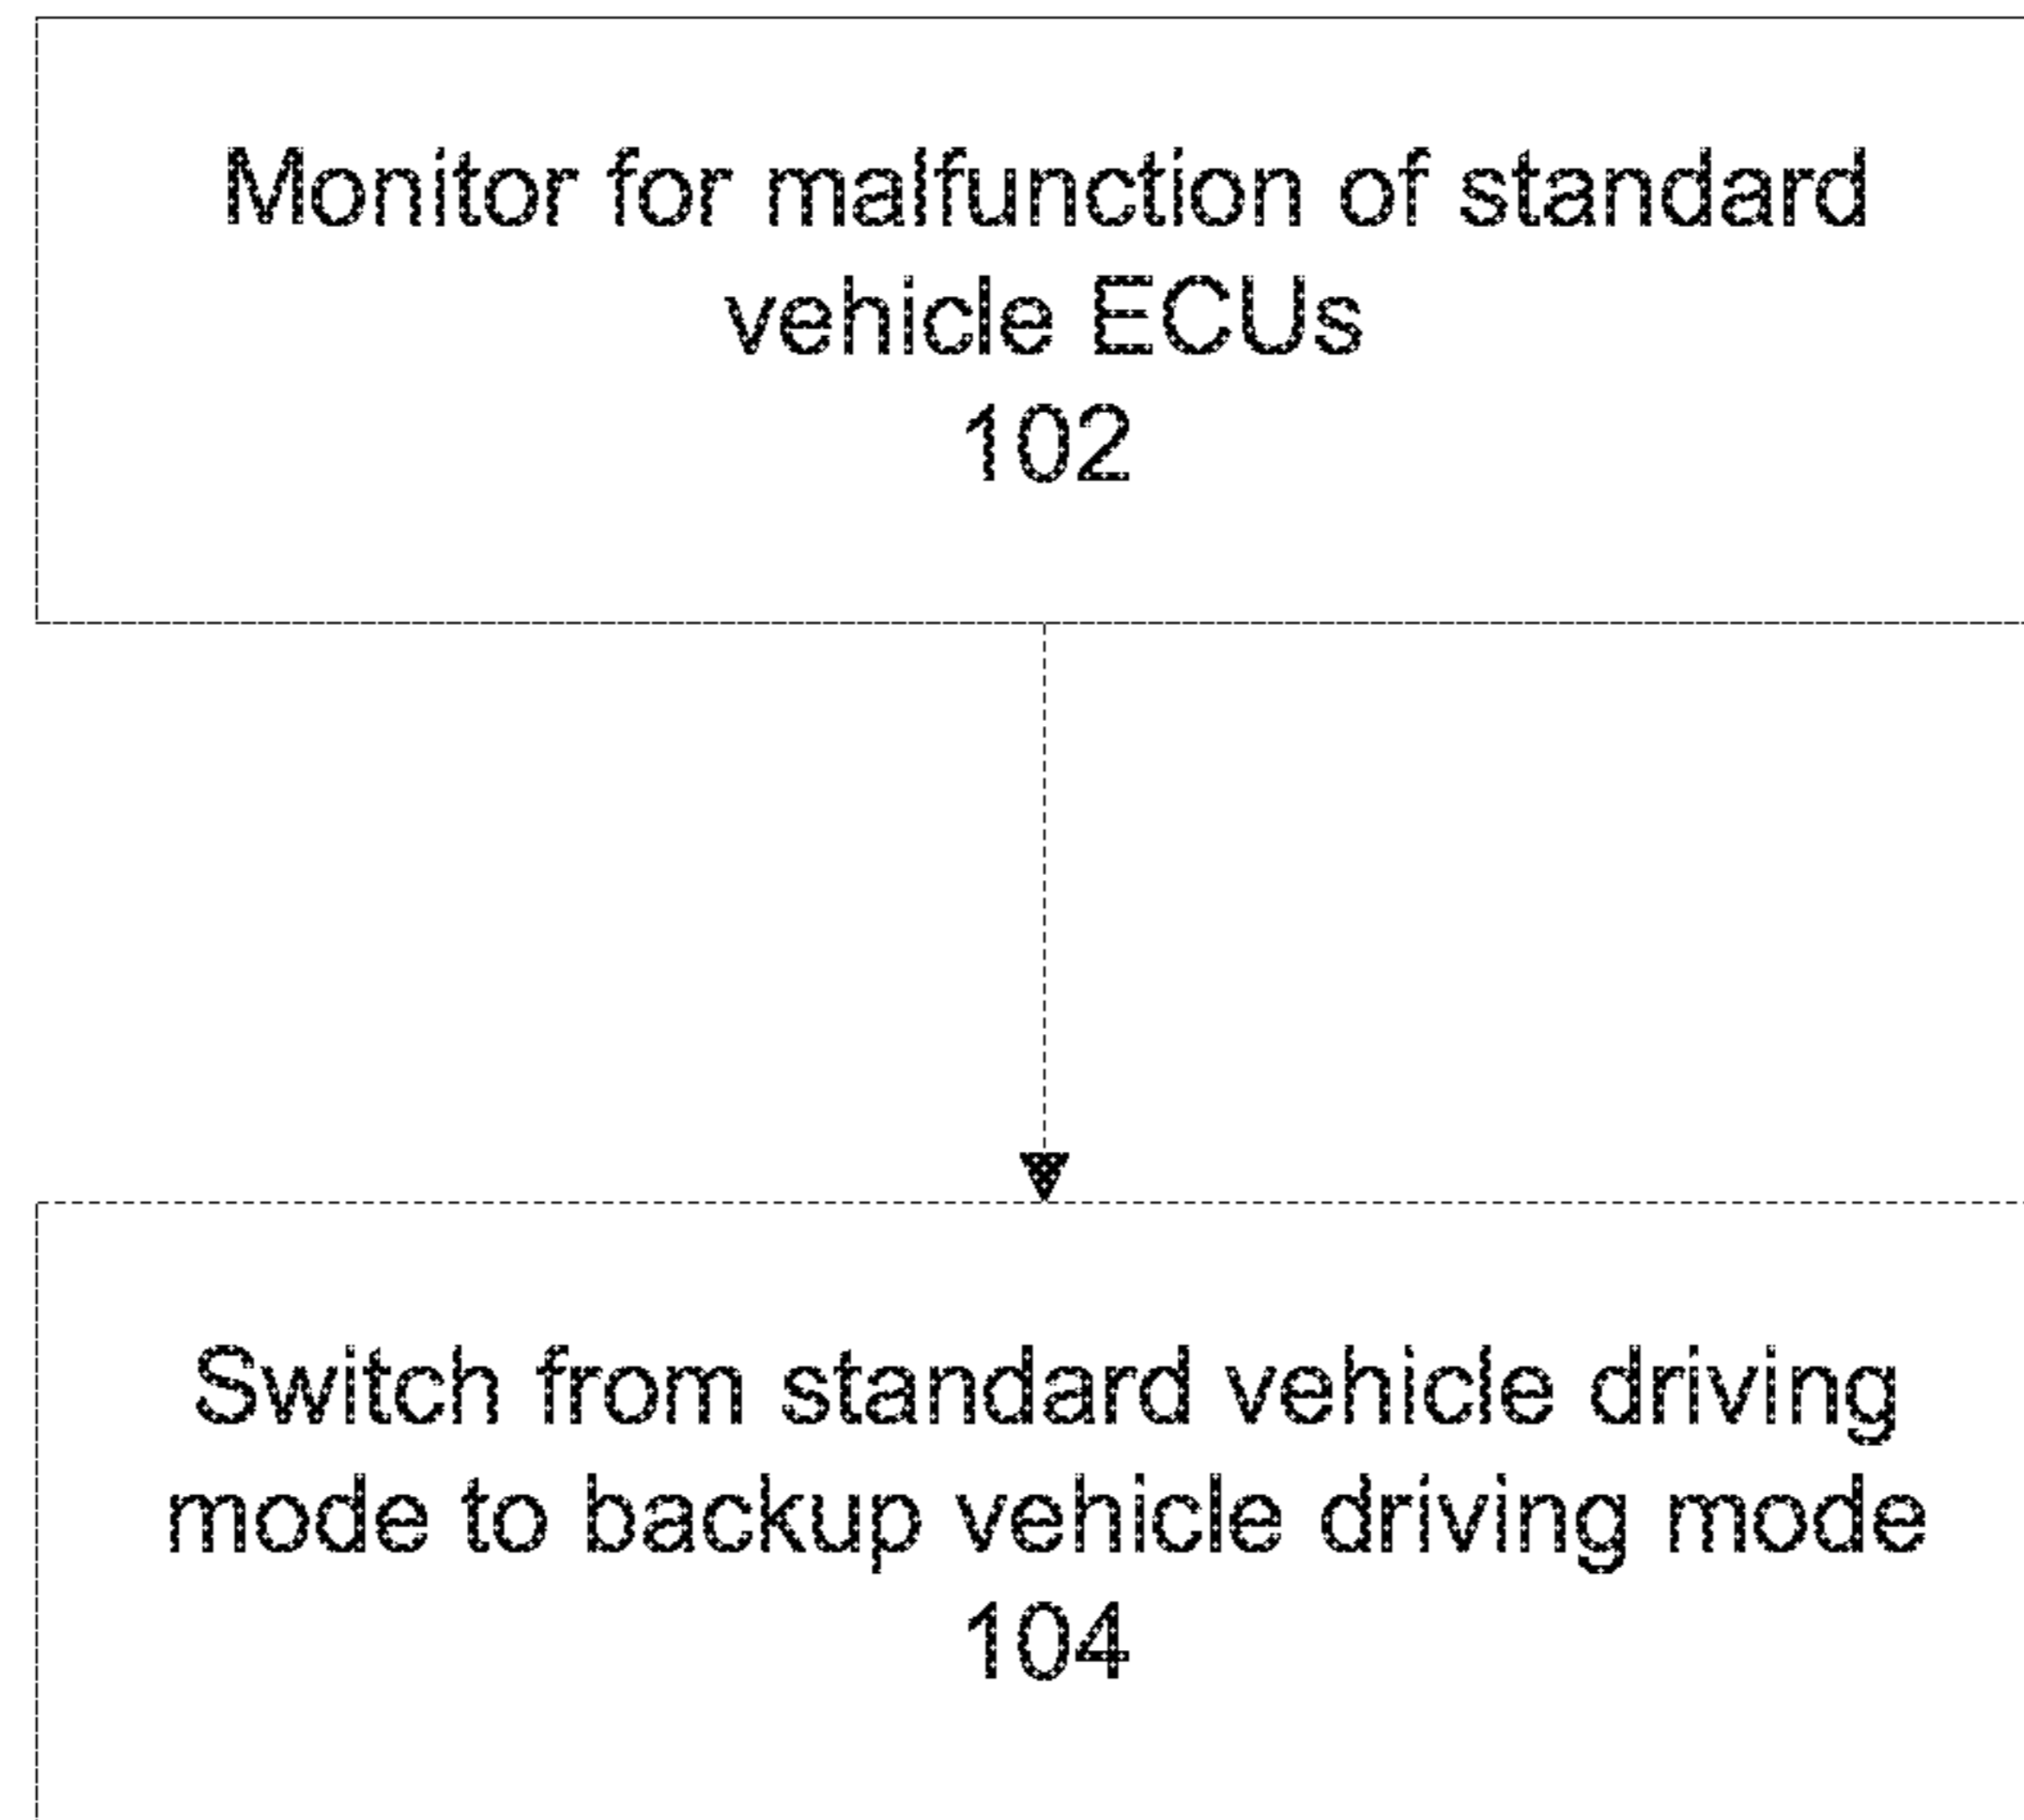 Monitor for malfunction of standard
vehicle ECUs
102
Switch from standard vehicle driving
mode to backup vehicle driving mode
104